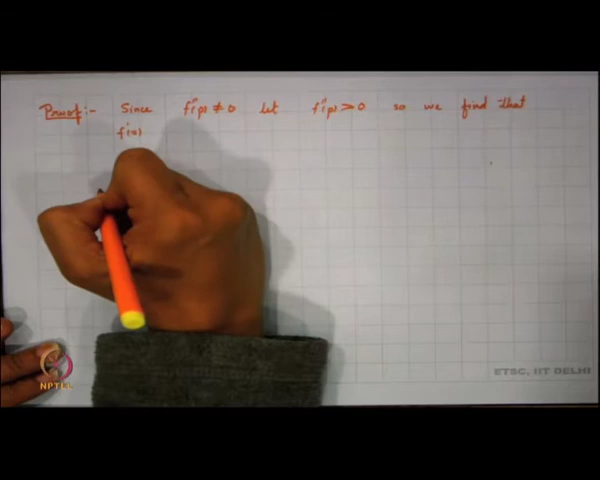 Proof:- Since f''(p) ≠ 0 let f''(p) > 0 so we find that
f'(x)
NPTEL
ETSC, IIT DELHI